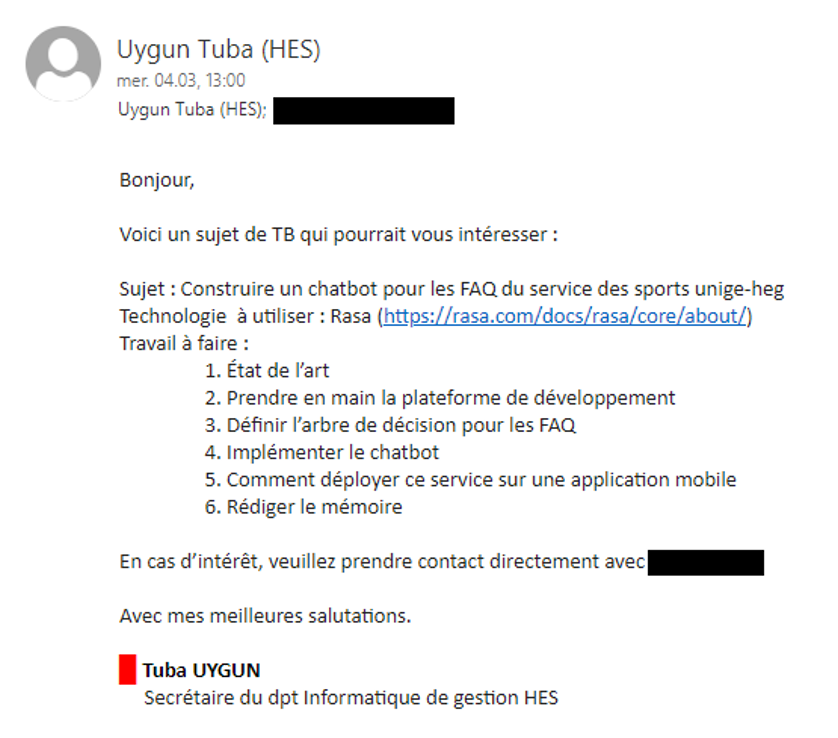 Uygun Tuba (HES)
mer. 04.03, 13:00
Uygun Tuba (HES);
Bonjour,
Voici un sujet de TB qui pourrait vous intéresser :
Sujet : Construire un chatbot pour les FAQ du service des sports unige-heg
Technologie  à utiliser : Rasa (https://rasa.com/docs/rasa/core/about/)
Travail à faire :
1. État de l’art
2. Prendre en main la plateforme de développement
3. Définir l’arbre de décision pour les FAQ
4. Implémenter le chatbot
5. Comment déployer ce service sur une application mobile
6. Rédiger le mémoire
En cas d’intérêt, veuillez prendre contact directement avec
Avec mes meilleures salutations.
Tuba UYGUN
Secrétaire du dpt Informatique de gestion HES